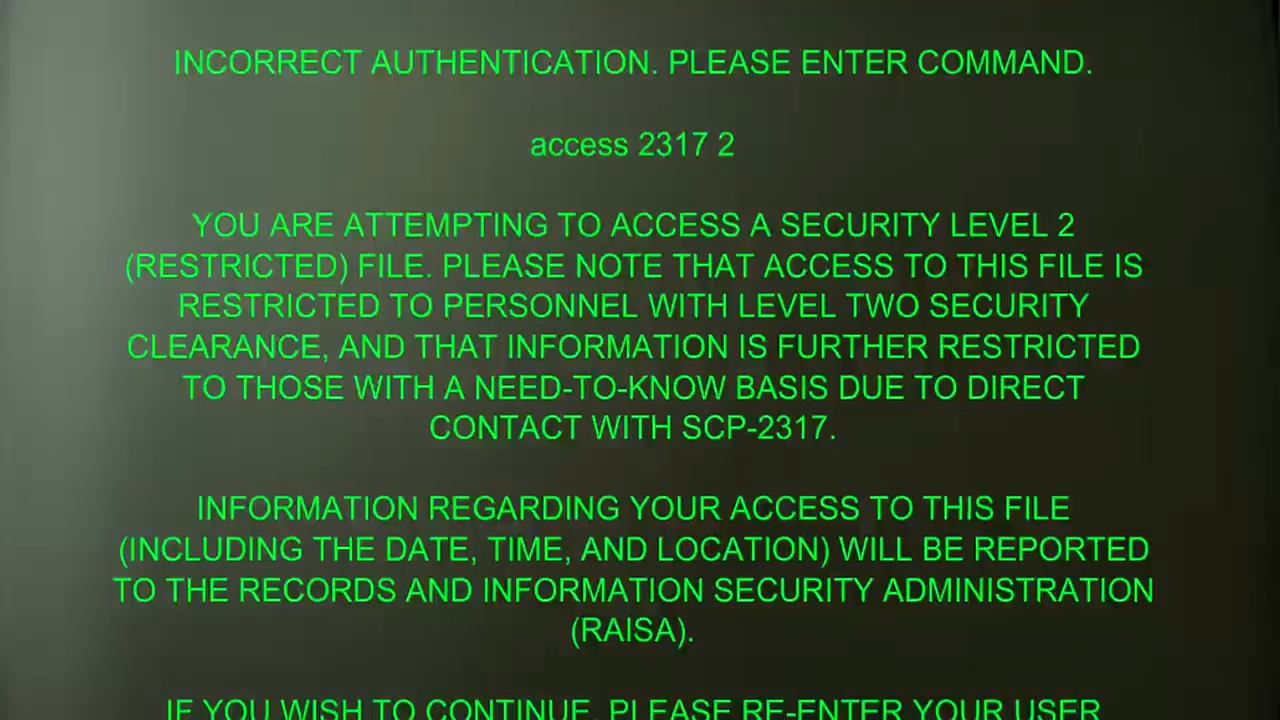 INCORRECT AUTHENTICATION. PLEASE ENTER COMMAND.
access 2317 2
YOU ARE ATTEMPTING TO ACCESS A SECURITY LEVEL 2
(RESTRICTED) FILE. PLEASE NOTE THAT ACCESS TO THIS FILE IS
RESTRICTED TO PERSONNEL WITH LEVEL TWO SECURITY
CLEARANCE, AND THAT INFORMATION IS FURTHER RESTRICTED
TO THOSE WITH A NEED-TO-KNOW BASIS DUE TO DIRECT
CONTACT WITH SCP-2317.
INFORMATION REGARDING YOUR ACCESS TO THIS FILE
(INCLUDING THE DATE, TIME, AND LOCATION) WILL BE REPORTED
TO THE RECORDS AND INFORMATION SECURITY ADMINISTRATION
(RAISA).
IF YOU WISH TO CONTINUE, PLEASE RE-ENTER YOUR USER